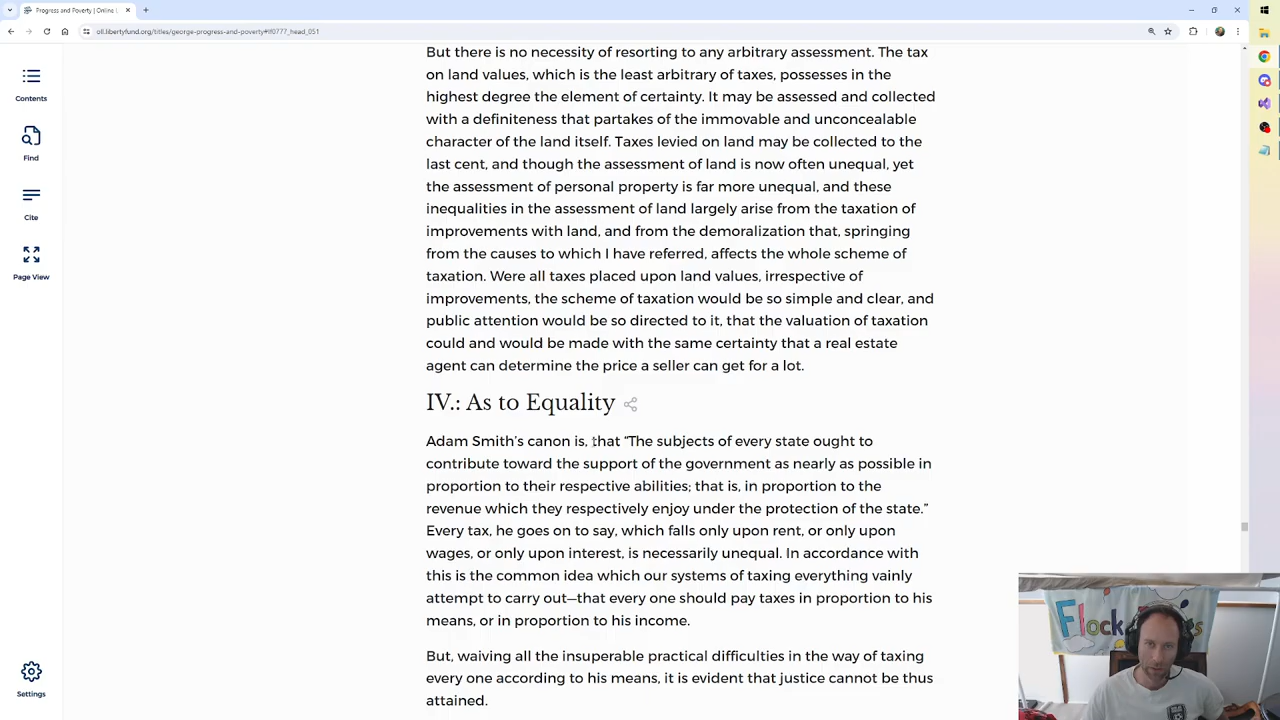 Progress and Poverty | Online L
oll.libertyfund.org/titles/george-progress-and-poverty#lf0777_head_051
Contents
Find
Cite
Page View
Settings
But there is no necessity of resorting to any arbitrary assessment. The tax
on land values, which is the least arbitrary of taxes, possesses in the
highest degree the element of certainty. It may be assessed and collected
with a definiteness that partakes of the immovable and unconcealable
character of the land itself. Taxes levied on land may be collected to the
last cent, and though the assessment of land is now often unequal, yet
the assessment of personal property is far more unequal, and these
inequalities in the assessment of land largely arise from the taxation of
improvements with land, and from the demoralization that, springing
from the causes to which I have referred, affects the whole scheme of
taxation. Were all taxes placed upon land values, irrespective of
improvements, the scheme of taxation would be so simple and clear, and
public attention would be so directed to it, that the valuation of taxation
could and would be made with the same certainty that a real estate
agent can determine the price a seller can get for a lot.
IV.: As to Equality
Adam Smith's canon is, that “The subjects of every state ought to
contribute toward the support of the government as nearly as possible in
proportion to their respective abilities; that is, in proportion to the
revenue which they respectively enjoy under the protection of the state.”
Every tax, he goes on to say, which falls only upon rent, or only upon
wages, or only upon interest, is necessarily unequal. In accordance with
this is the common idea which our systems of taxing everything vainly
attempt to carry out—that every one should pay taxes in proportion to his
means, or in proportion to his income.
But, waiving all the insuperable practical difficulties in the way of taxing
every one according to his means, it is evident that justice cannot be thus
attained.
Flock